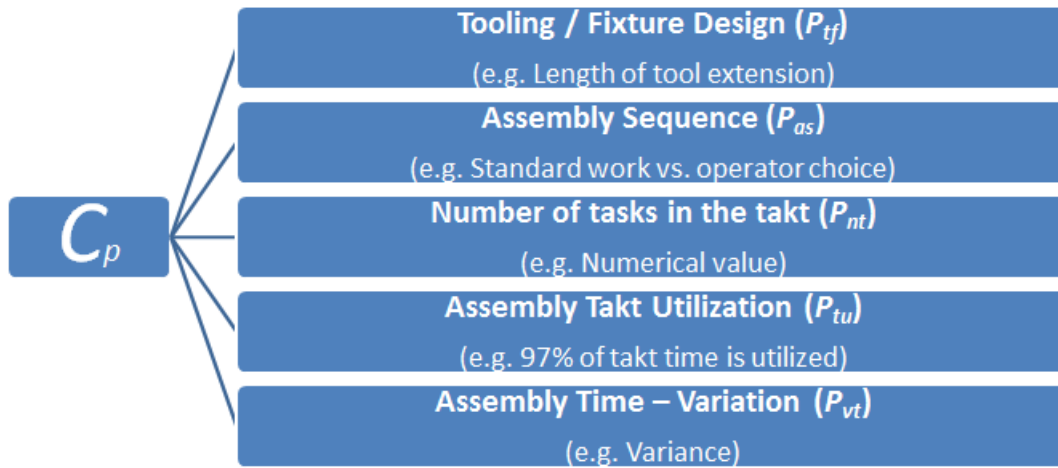 Tooling / Fixture Design (Ptf)
(e.g. Length of tool extension)
Assembly Sequence (Pas)
(e.g. Standard work vs. operator choice)
Cp
Number of tasks in the takt (Pnt)
(e.g. Numerical value)
Assembly Takt Utilization (Ptu)
(e.g. 97% of takt time is utilized)
Assembly Time – Variation (Pvt)
(e.g. Variance)